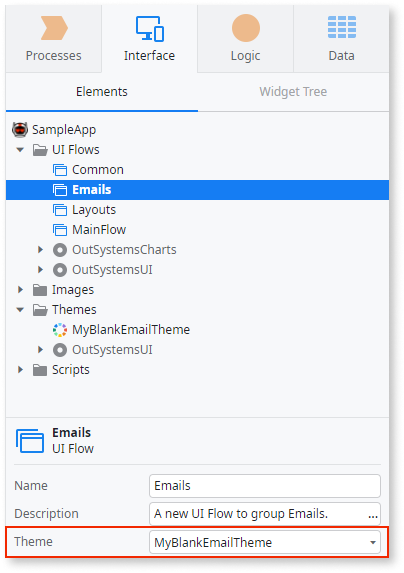 Processes Interface Logic Data
Elements Widget Tree
SampleApp
UI Flows
Common
Emails
Layouts
MainFlow
OutSystemsCharts
OutSystemsUI
Images
Themes
MyBlankEmailTheme
OutSystemsUI
Scripts
Emails
UI Flow
Name Emails
Description A new UI Flow to group Emails. ...
Theme MyBlankEmailTheme